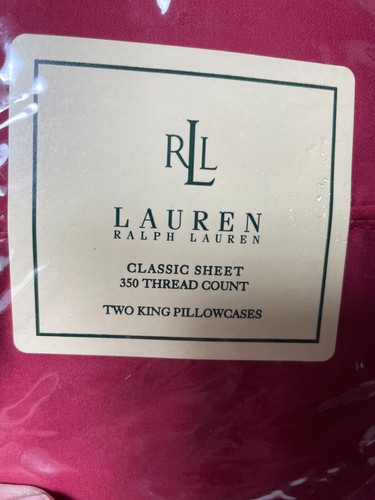 RLL
LAUREN
RALPH LAUREN
CLASSIC SHEET
350 THREAD COUNT
TWO KING PILLOWCASES